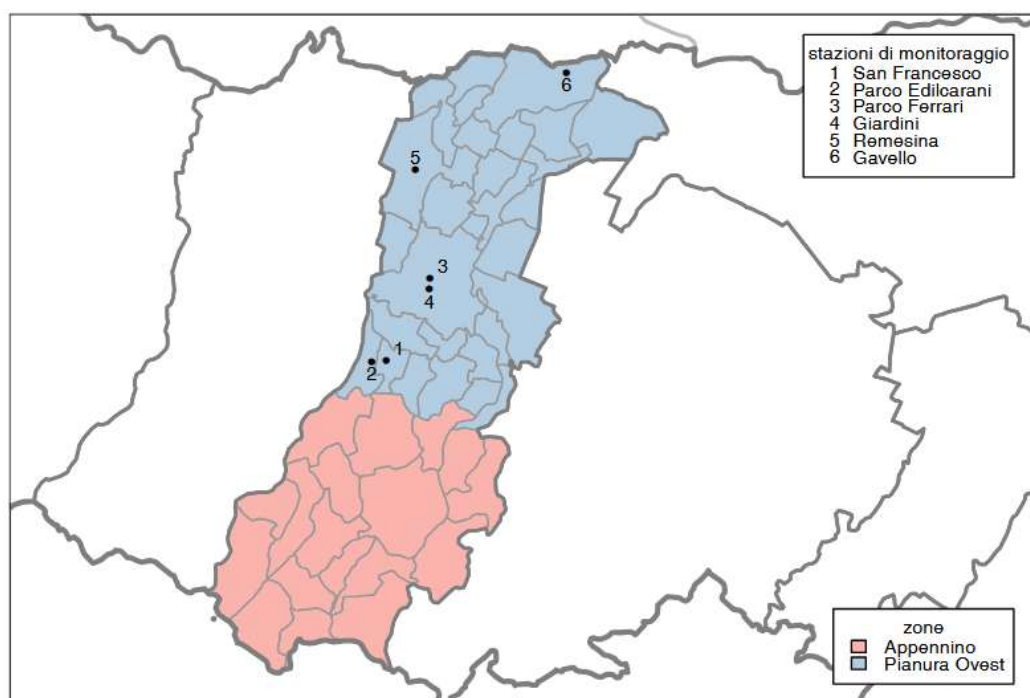 stazioni di monitoraggio
1 San Francesco
2 Parco Edilcarani
3 Parco Ferrari
4 Giardini
5 Remesina
6 Gavello
6
5
3
4
1
2
zone
Appennino
Pianura Ovest